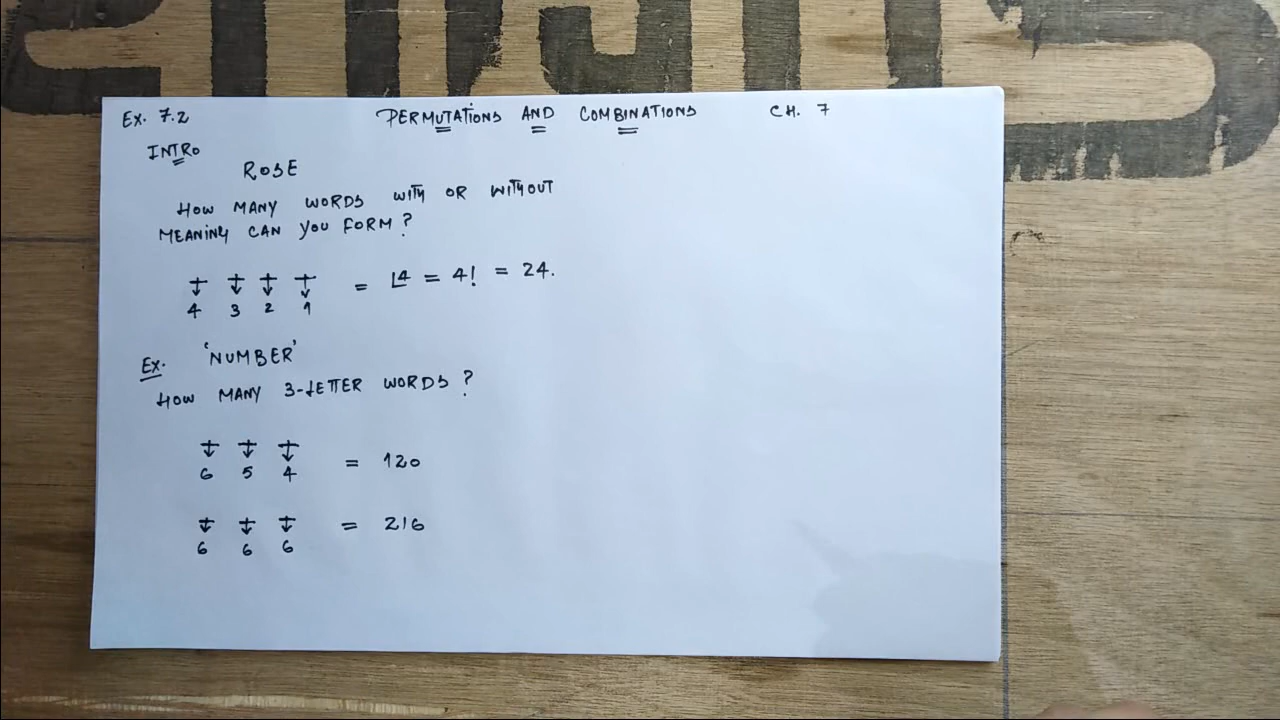 Ex. 7.2 PERMUTATIONS AND COMBINATIONS CH. 7
INTRO
ROSE
HOW MANY WORDS WITH OR WITHOUT
MEANING CAN YOU FORM?
4 3 2 1 = ⌊4 = 4! = 24.
Ex. 'NUMBER'
HOW MANY 3-LETTER WORDS?
6 5 4 = 120
6 6 6 = 216